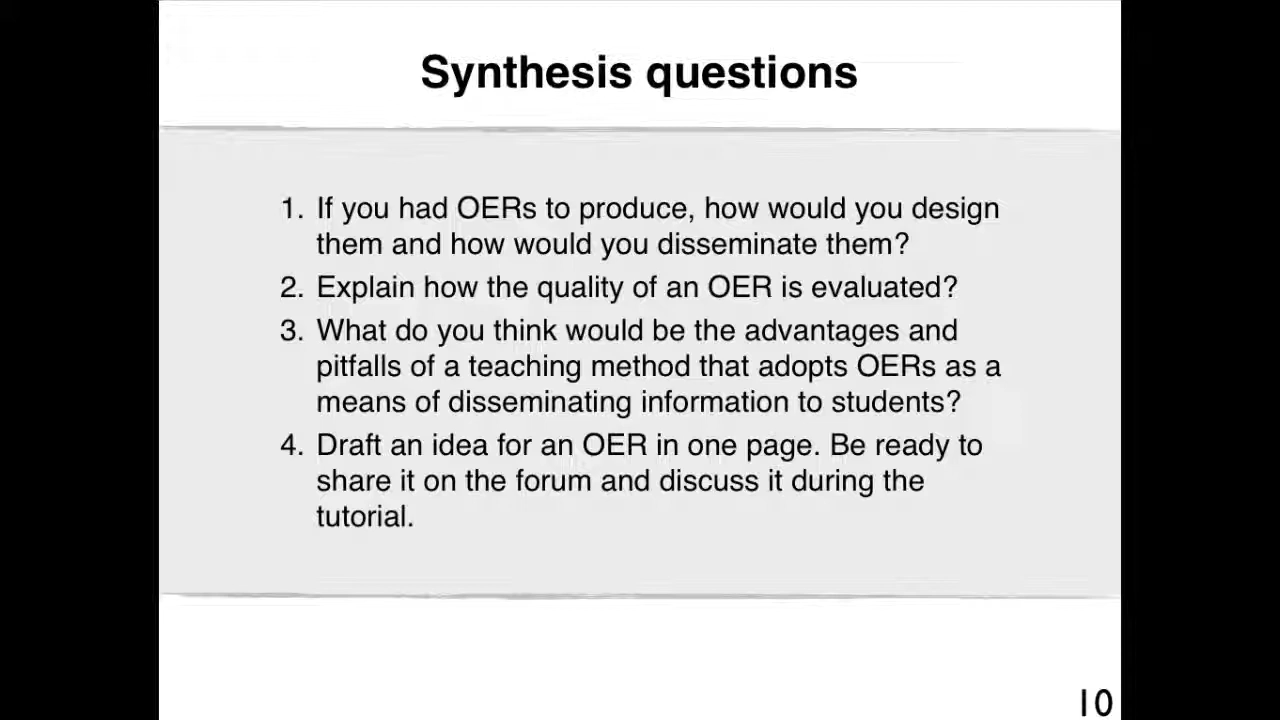 Synthesis questions
1. If you had OERs to produce, how would you design
them and how would you disseminate them?
2. Explain how the quality of an OER is evaluated?
3. What do you think would be the advantages and
pitfalls of a teaching method that adopts OERs as a
means of disseminating information to students?
4. Draft an idea for an OER in one page. Be ready to
share it on the forum and discuss it during the
tutorial.
10